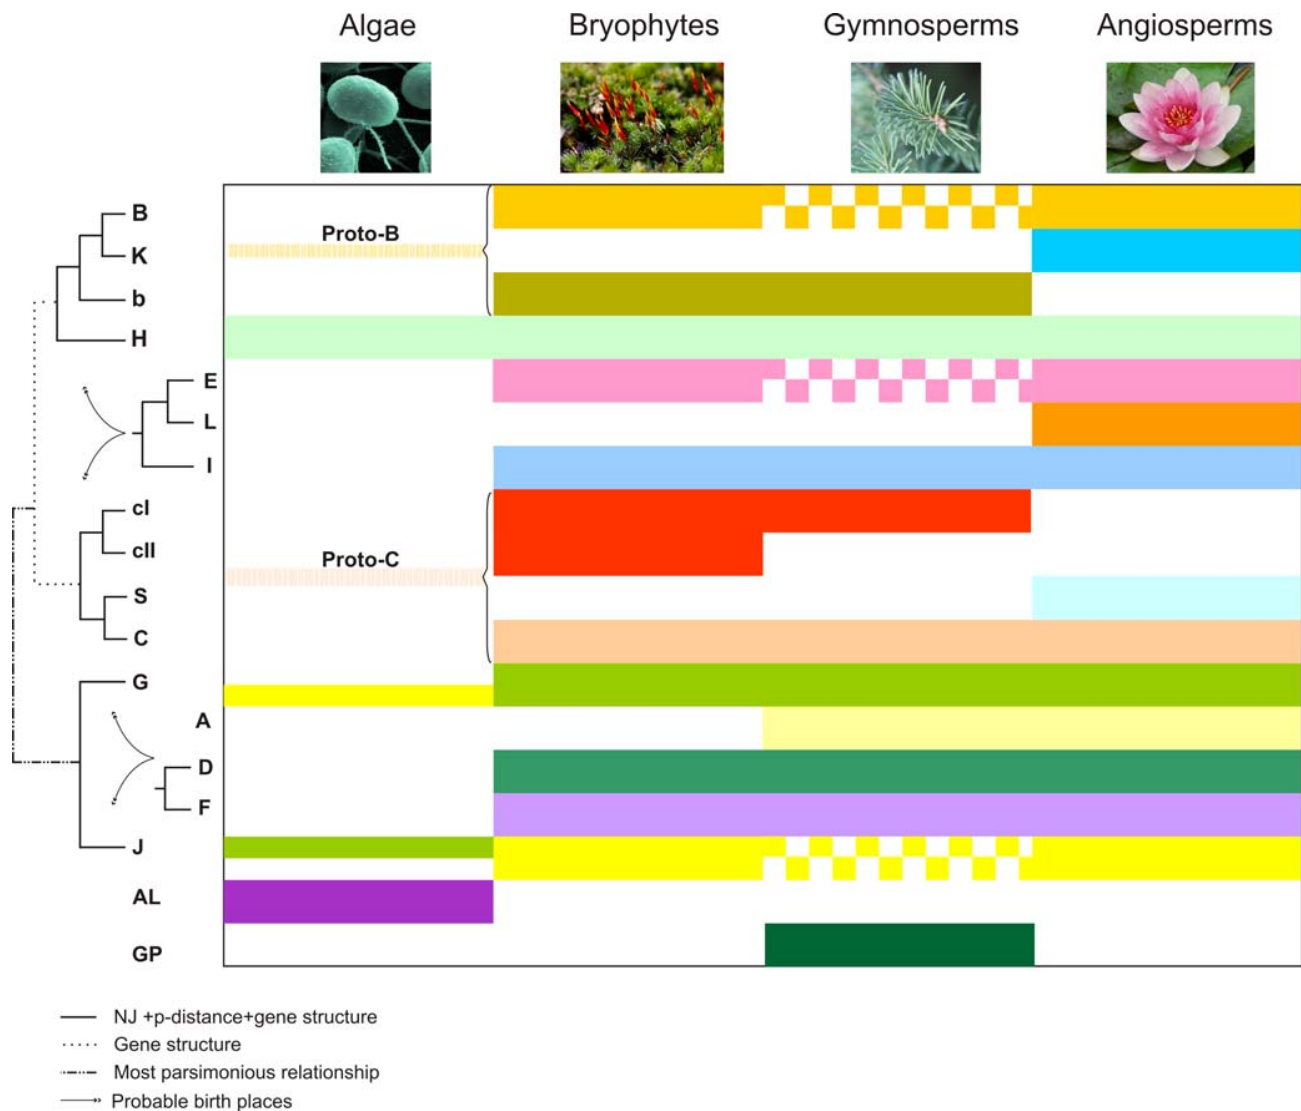 Algae Bryophytes Gymnosperms Angiosperms
B
Proto-B
K
b
H
E
L
I
cI
cII
Proto-C
S
C
G
A
D
F
J
AL
GP
NJ +p-distance+gene structure
Gene structure
Most parsimonious relationship
Probable birth places